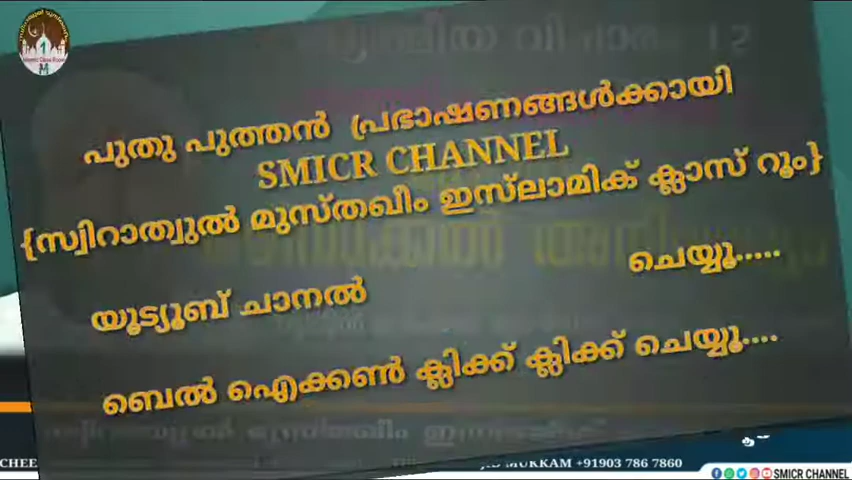 പുതു പുത്തൻ പ്രഭാഷണങ്ങൾക്കായി
SMICR CHANNEL
{സ്വിറാത്വുൽ മുസ്തഖീം ഇസ്ലാമിക് ക്ലാസ് റൂം}
യൂട്യൂബ് ചാനൽ ചെയ്യൂ.....
ബെൽ ഐക്കൺ ക്ലിക്ക് ക്ലിക്ക് ചെയ്യൂ....
MUKKAM +91903 786 7860
SMICR CHANNEL